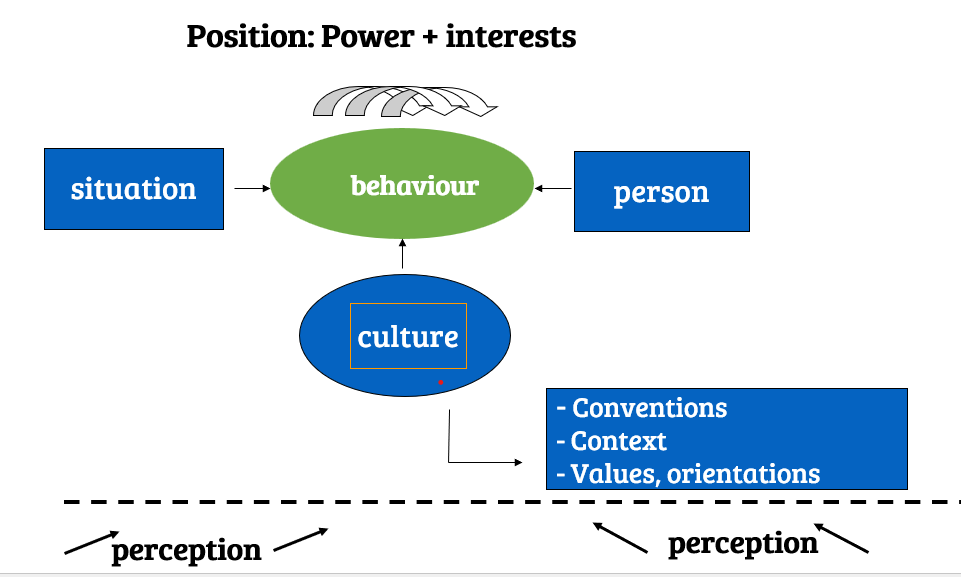 Position: Power + interests
situation
behaviour
person
culture
- Conventions
- Context
- Values, orientations
perception
perception